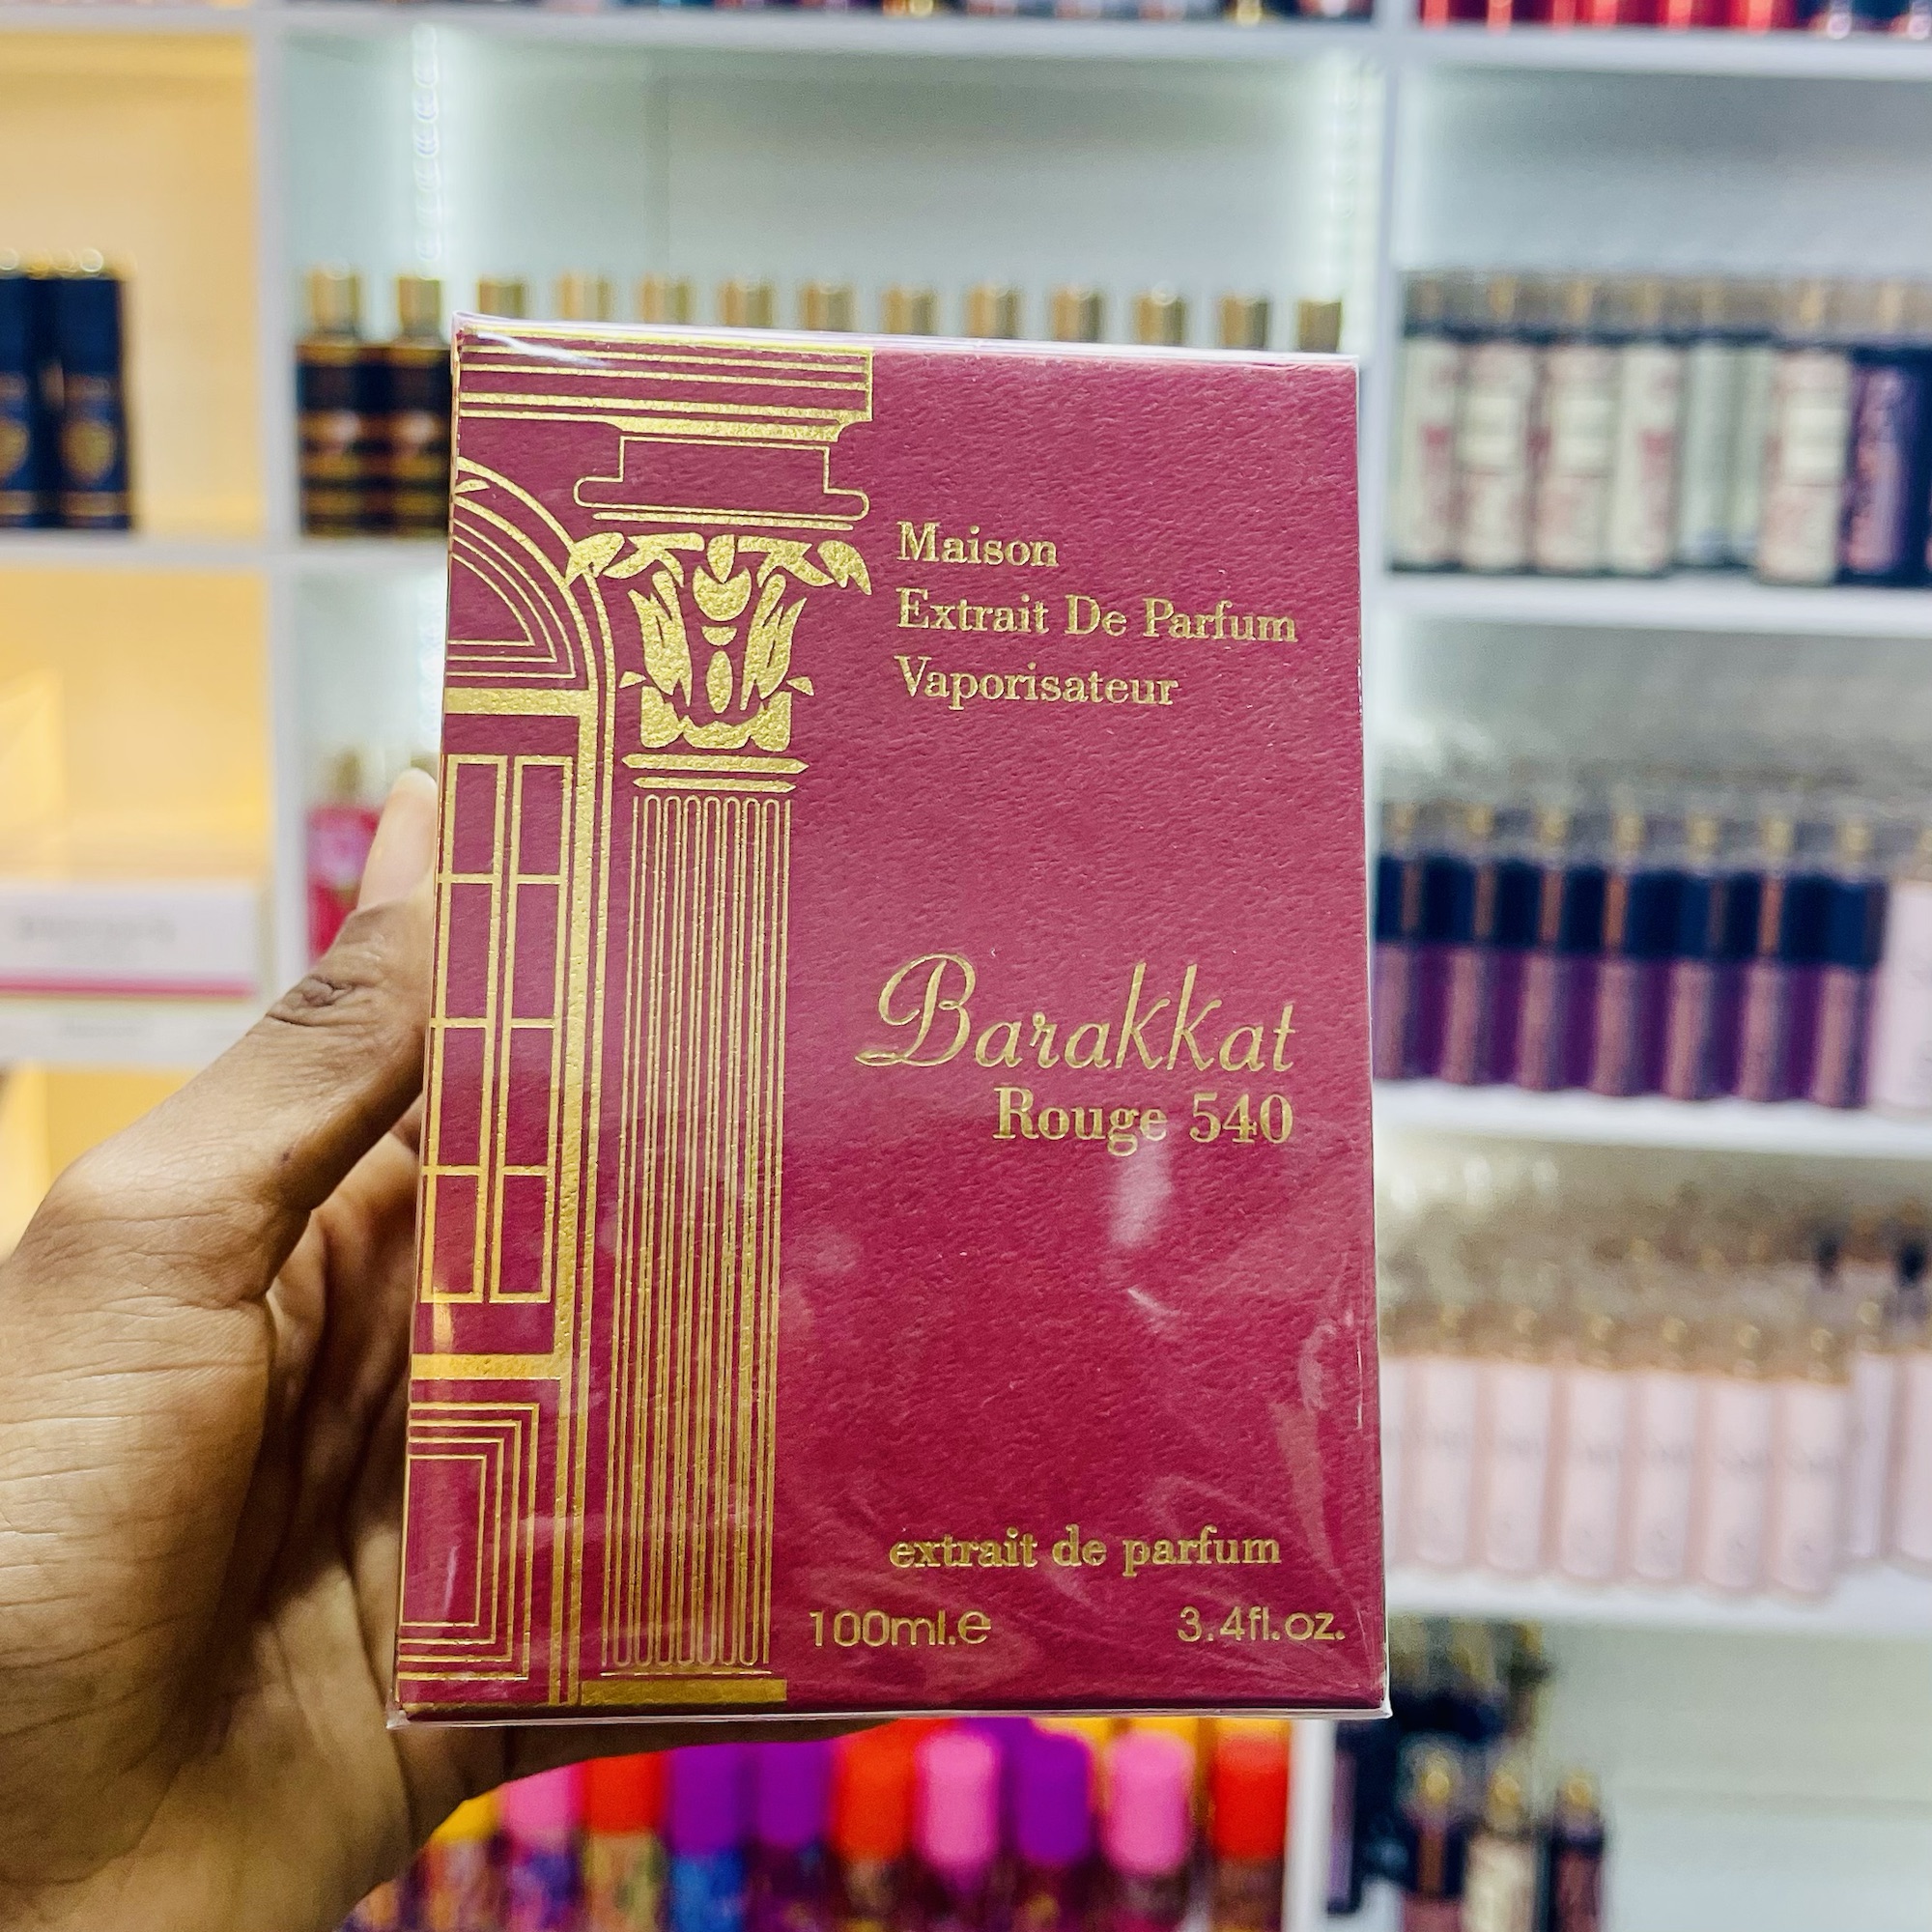 Maison
Extrait De Parfum
Vaporisateur
Barakkat
Rouge 540
extrait de parfum
100ml.e 3.4fl.oz.